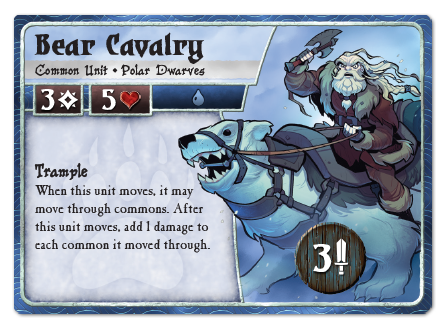 Bear Cavalry
Common Unit • Polar Dwarves
3 5
Trample
When this unit moves, it may
move through commons. After
this unit moves, add 1 damage to
each common it moved through.
3